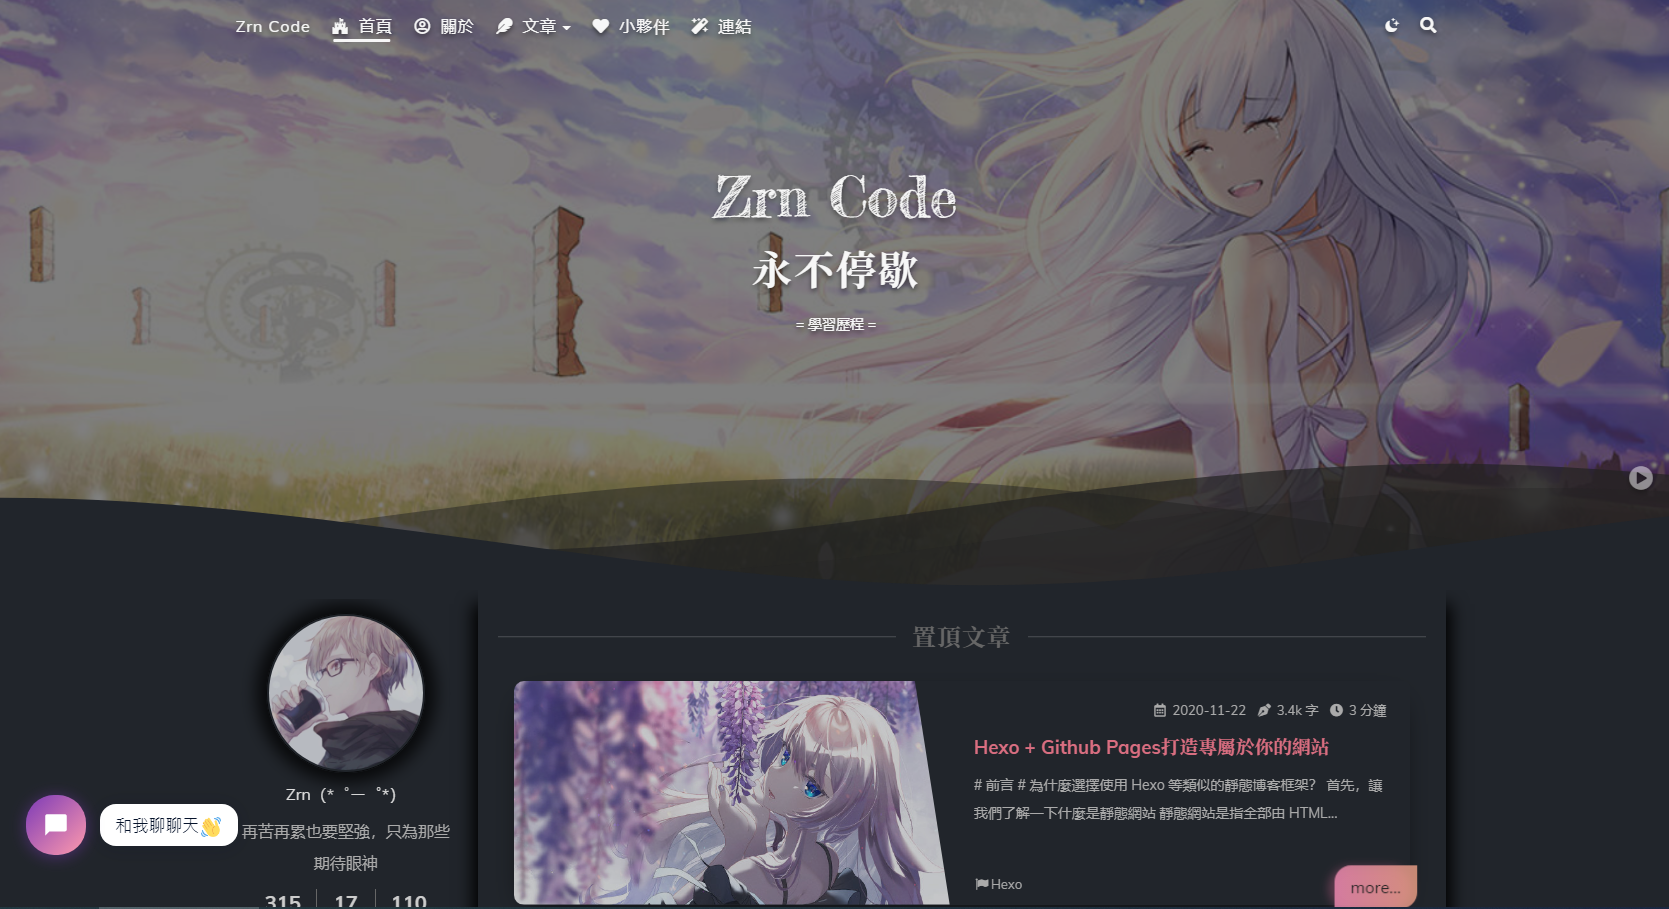 Zrn Code 首頁 關於 文章 小夥伴 連結
Zrn Code
永不停歇
= 學習歷程 =
置頂文章
2020-11-22 3.4k 字 3 分鐘
Hexo + Github Pages打造專屬於你的網站
# 前言 # 為什麼選擇使用 Hexo 等類似的靜態博客框架？ 首先，讓
我們了解一下什麼是靜態網站 靜態網站是指全部由 HTML...
Hexo
more...
Zrn（*゜ー゜*）
再苦再累也要堅強，只為那些
期待眼神
315 17 110
和我聊聊天👋